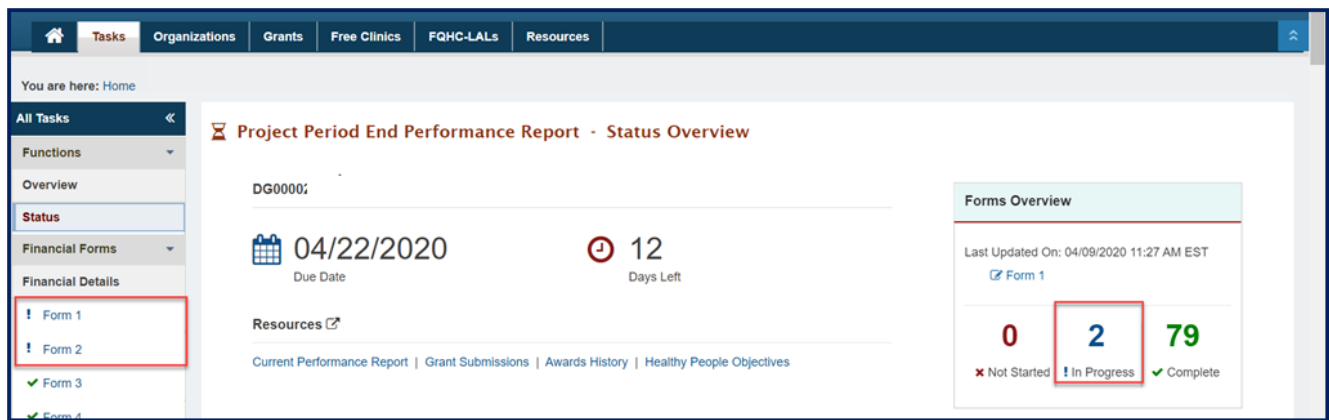 Tasks Organizations Grants Free Clinics FQHC-LALs Resources
You are here: Home
All Tasks
Functions
Overview
Status
Financial Forms
Financial Details
! Form 1
! Form 2
Form 3
Form 4
Project Period End Performance Report - Status Overview
DG00002
04/22/2020
Due Date
12
Days Left
Resources
Current Performance Report | Grant Submissions | Awards History | Healthy People Objectives
Forms Overview
Last Updated On: 04/09/2020 11:27 AM EST
Form 1
0 2 79
Not Started ! In Progress Complete